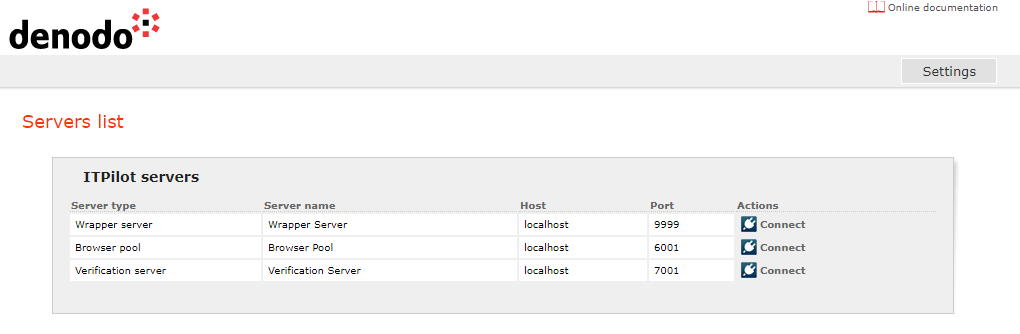 Online documentation
denodo
Settings
Servers list
ITPilot servers
Server type Server name Host Port Actions
Wrapper server Wrapper Server localhost 9999 Connect
Browser pool Browser Pool localhost 6001 Connect
Verification server Verification Server localhost 7001 Connect